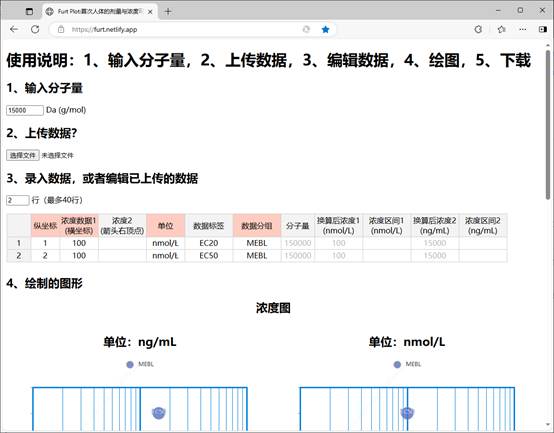 Furt Plot:首次人体的剂量与浓度
https://furt.netlify.app
使用说明：1、输入分子量，2、上传数据，3、编辑数据，4、绘图，5、下载
1、输入分子量
15000 Da (g/mol)
2、上传数据？
选择文件 未选择文件
3、录入数据，或者编辑已上传的数据
2 行（最多40行）
纵坐标 浓度数据1 (横坐标) 浓度2 (箭头右顶点) 单位 数据标签 数据分组 分子量 换算后浓度1 (nmol/L) 浓度区间1 (nmol/L) 换算后浓度2 (ng/mL) 浓度区间2 (ng/mL)
1 1 100 nmol/L EC20 MEBL 150000 100 15000
2 2 100 nmol/L EC50 MEBL 150000 100 15000
4、绘制的图形
浓度图
单位：ng/mL 单位：nmol/L
MEBL MEBL